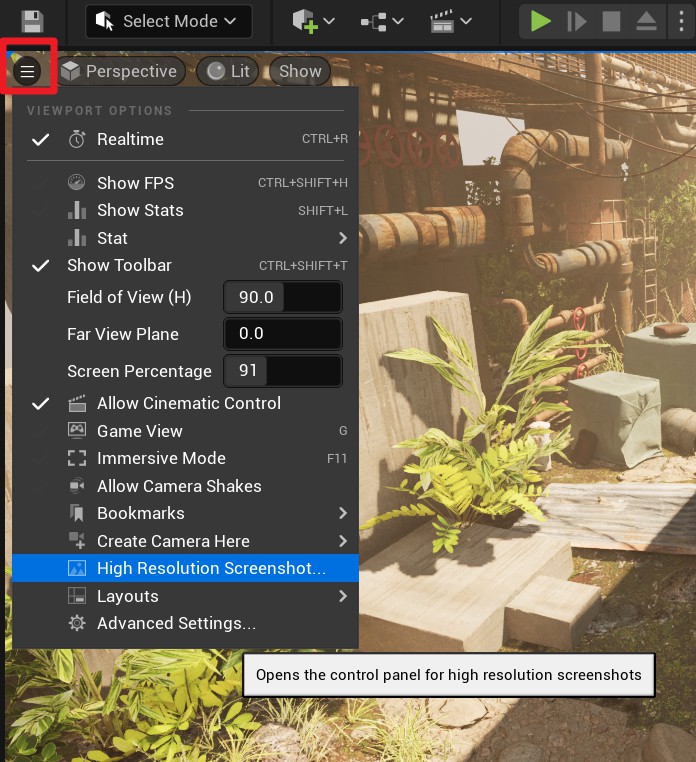 Select Mode
Perspective
Lit
Show
VIEWPORT OPTIONS
Realtime CTRL+R
Show FPS CTRL+SHIFT+H
Show Stats SHIFT+L
Stat
Show Toolbar CTRL+SHIFT+T
Field of View (H) 90.0
Far View Plane 0.0
Screen Percentage 91
Allow Cinematic Control
Game View G
Immersive Mode F11
Allow Camera Shakes
Bookmarks
Create Camera Here
High Resolution Screenshot...
Layouts
Advanced Settings...
Opens the control panel for high resolution screenshots